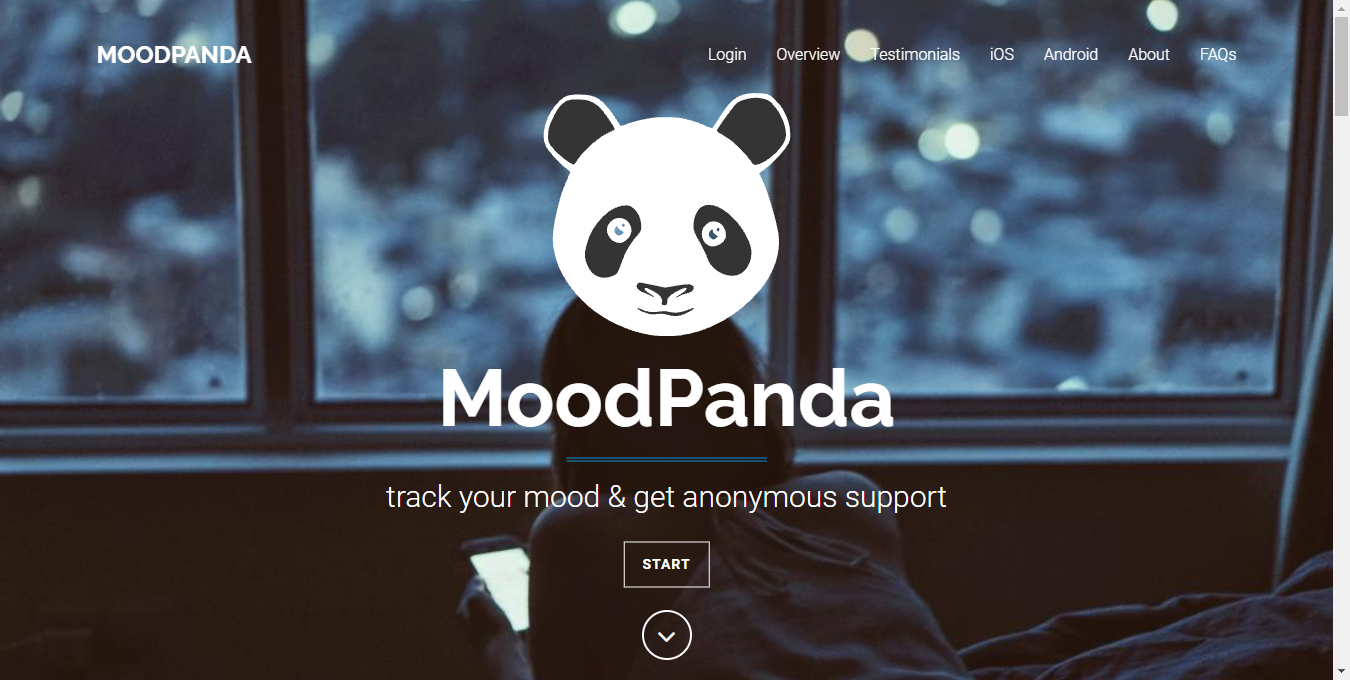 MOODPANDA
Login Overview Testimonials iOS Android About FAQs
MoodPanda
track your mood & get anonymous support
START